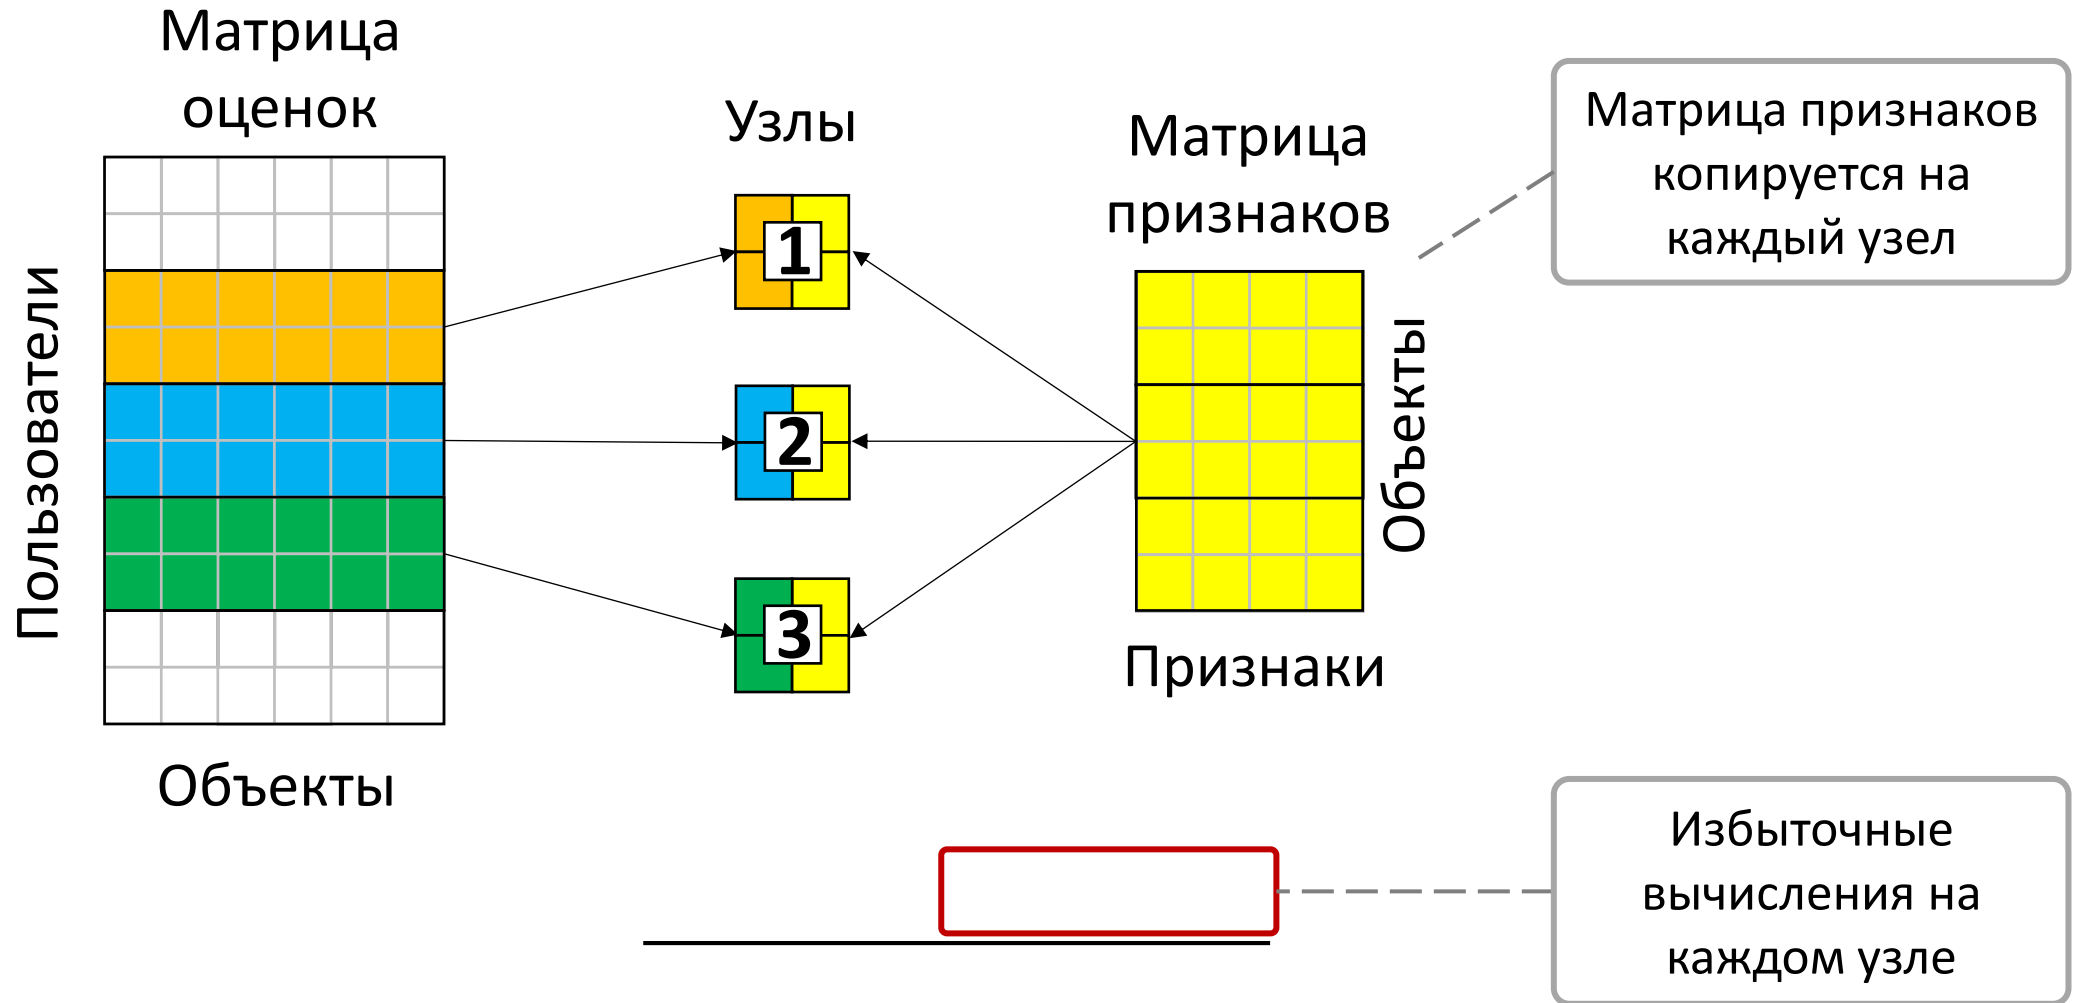 Матрица
оценок
Узлы
Матрица
признаков
Матрица признаков
копируется на
каждый узел
Пользователи
1
2
3
Объекты
Признаки
Объекты
Избыточные
вычисления на
каждом узле